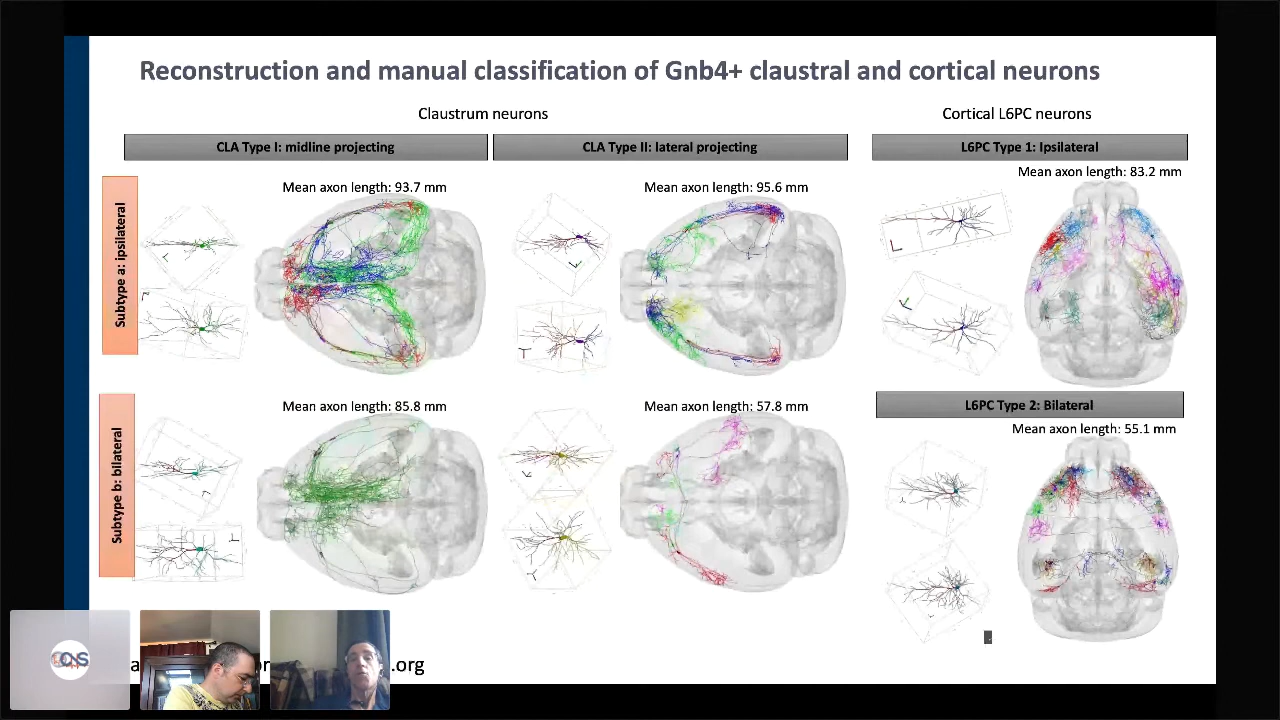 Reconstruction and manual classification of Gnb4+ claustral and cortical neurons
Claustrum neurons
Cortical L6PC neurons
CLA Type I: midline projecting
CLA Type II: lateral projecting
L6PC Type 1: Ipsilateral
Subtype a: ipsilateral
Mean axon length: 93.7 mm
Mean axon length: 95.6 mm
Mean axon length: 83.2 mm
Subtype b: bilateral
Mean axon length: 85.8 mm
Mean axon length: 57.8 mm
L6PC Type 2: Bilateral
Mean axon length: 55.1 mm
.org